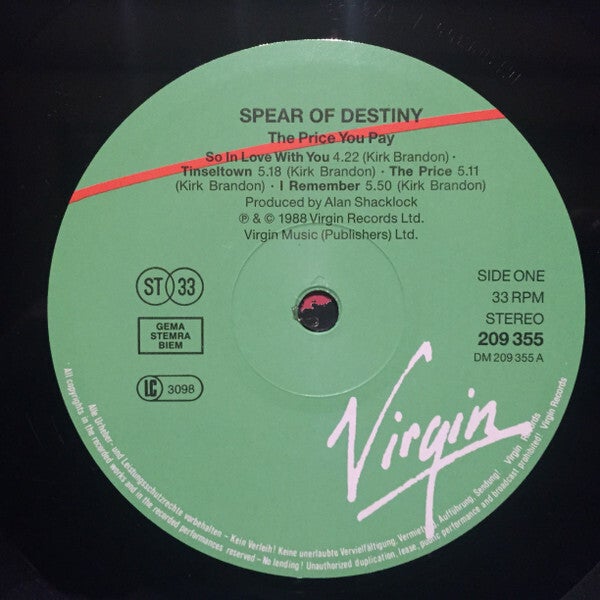 SPEAR OF DESTINY
The Price You Pay
So In Love With You 4.22 (Kirk Brandon) ·
Tinseltown 5.18 (Kirk Brandon) · The Price 5.11
(Kirk Brandon) · I Remember 5.50 (Kirk Brandon)
Produced by Alan Shacklock
℗ & © 1988 Virgin Records Ltd.
Virgin Music (Publishers) Ltd.
ST 33
GEMA
STEMRA
BIEM
LC 3098
SIDE ONE
33 RPM
STEREO
209 355
DM 209 355 A
Virgin
Alle Urheber- und Leistungsschutzrechte vorbehalten - Kein Verleih! Keine unerlaubte Vervielfältigung, Vermietung, Aufführung, Sendung! Virgin Records
All copyrights in the recorded works and in the recorded performances reserved - No lending! Unauthorized duplication, lease, public performance and broadcast prohibited! Virgin Records